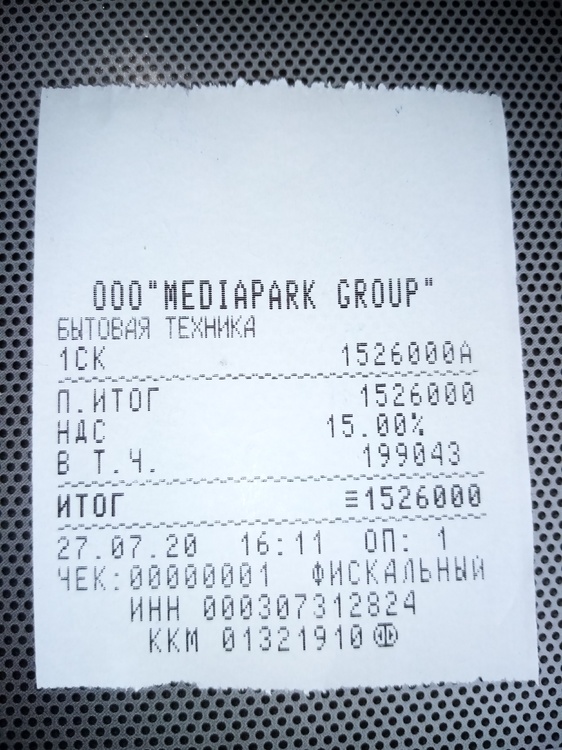 ООО"MEDIAPARK GROUP"
БЫТОВАЯ ТЕХНИКА
1СК 1526000А
П.ИТОГ 1526000
НДС 15.00%
В Т.Ч. 199043
ИТОГ ≡1526000
27.07.20 16:11 ОП: 1
ЧЕК:00000001 ФИСКАЛЬНЫЙ
ИНН 000307312824
ККМ 01321910